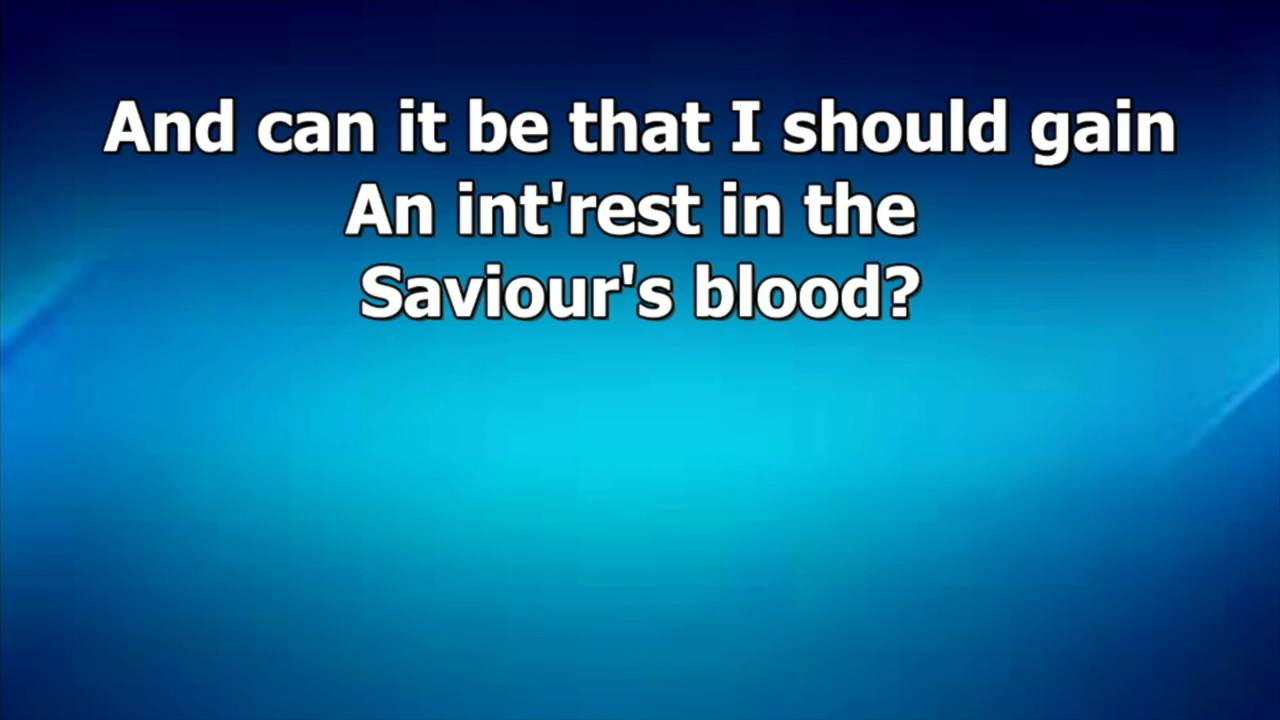 And can it be that I should gain
An int'rest in the
Saviour's blood?